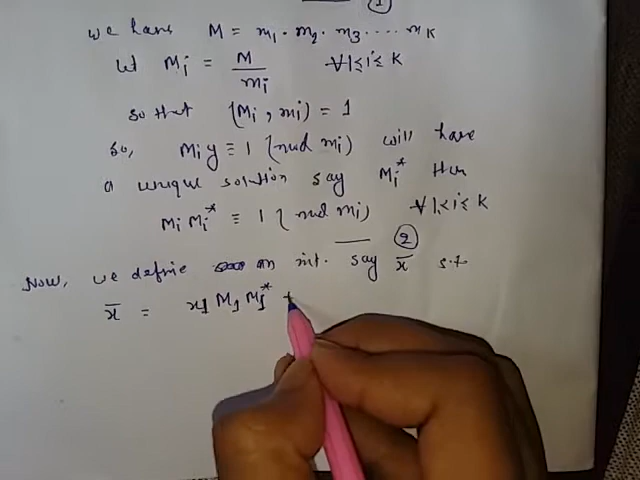 ①
we have M = m₁ · m₂ · m₃ .... mₖ
let Mᵢ = M/mᵢ ∀ 1 ≤ i ≤ k
so that (Mᵢ, mᵢ) = 1
so, Mᵢ y ≡ 1 (mod mᵢ) will have
a unique solution say Mᵢ* then
Mᵢ Mᵢ* ≡ 1 (mod mᵢ) ∀ 1 ≤ i ≤ k
— ②
Now, we define an int. say x̄ s.t
x̄ = x₁ M₁ M₁* +